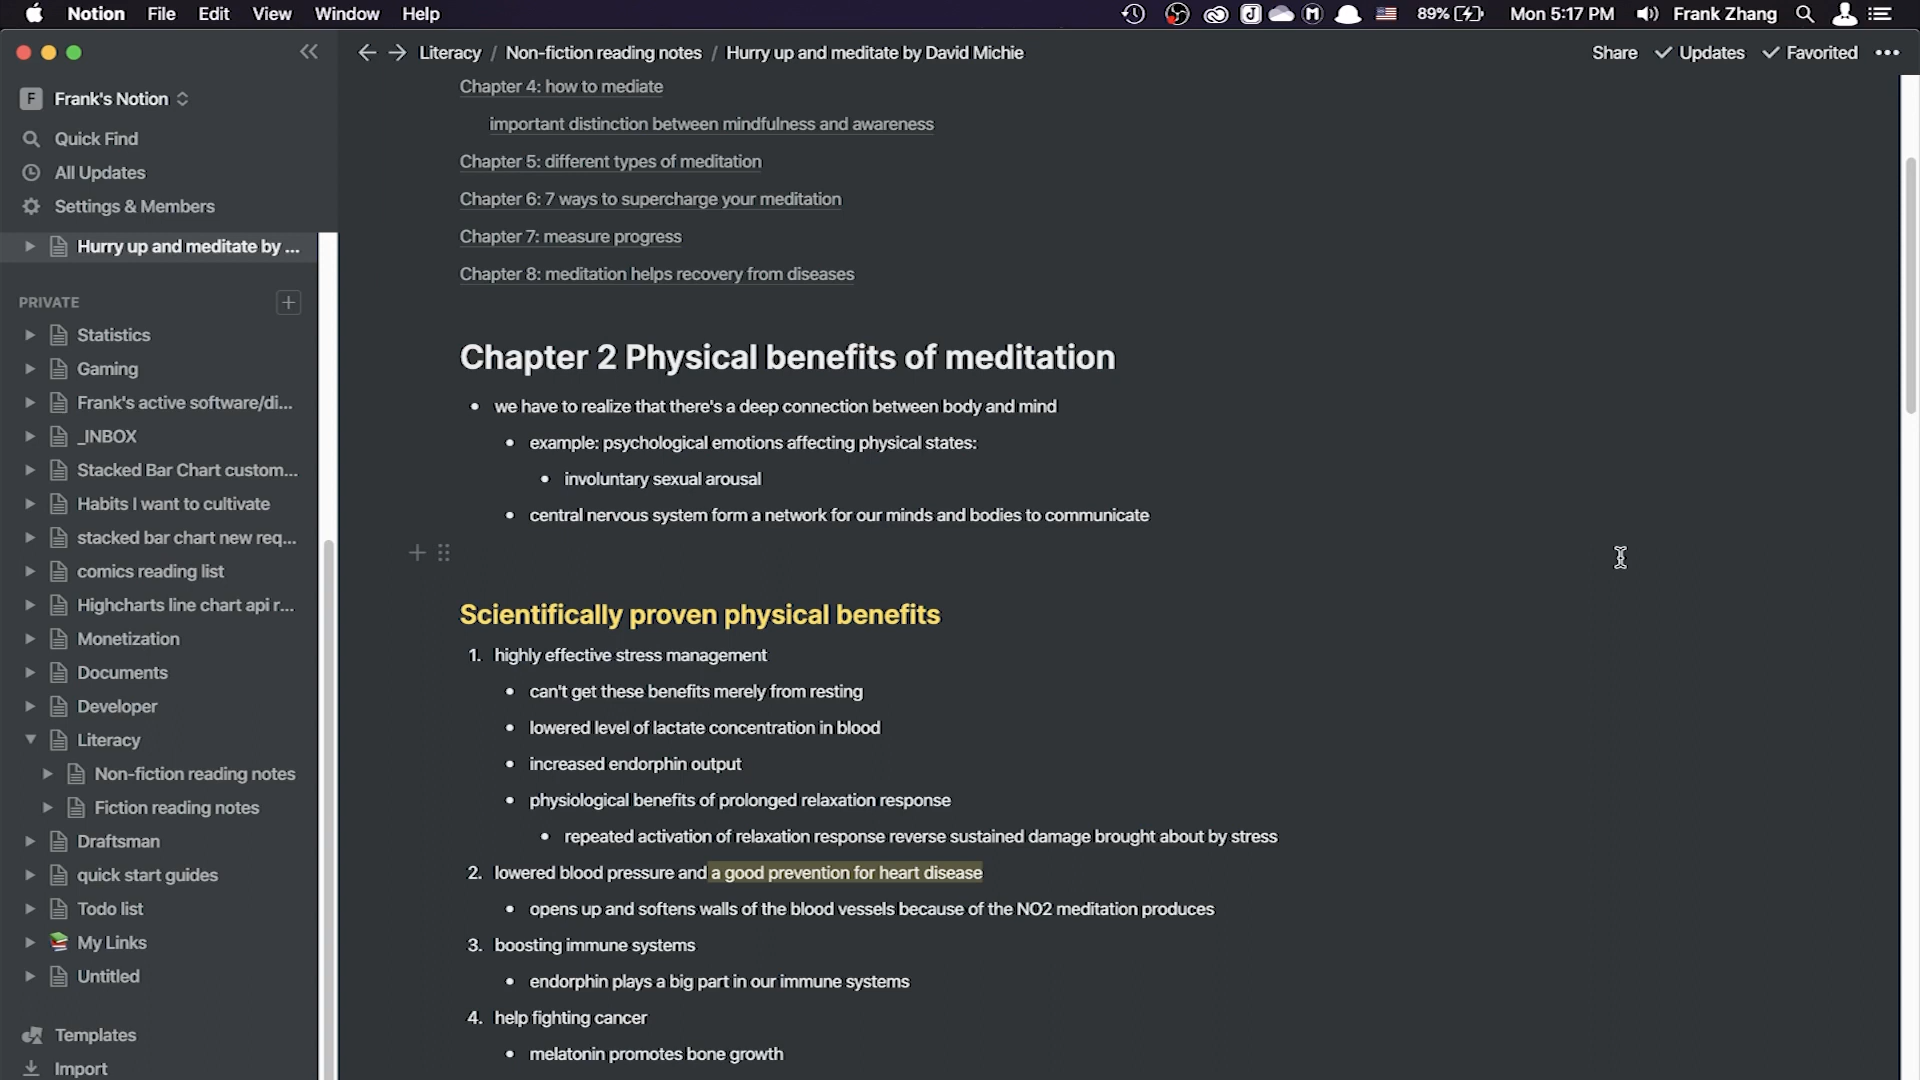 Notion File Edit View Window Help 89% Mon 5:17 PM Frank Zhang
Literacy / Non-fiction reading notes / Hurry up and meditate by David Michie Share Updates Favorited
F Frank's Notion
Quick Find
All Updates
Settings & Members
Hurry up and meditate by ...
PRIVATE
Statistics
Gaming
Frank's active software/di...
_INBOX
Stacked Bar Chart custom...
Habits I want to cultivate
stacked bar chart new req...
comics reading list
Highcharts line chart api r...
Monetization
Documents
Developer
Literacy
Non-fiction reading notes
Fiction reading notes
Draftsman
quick start guides
Todo list
My Links
Untitled
Templates
Import
Chapter 4: how to mediate
important distinction between mindfulness and awareness
Chapter 5: different types of meditation
Chapter 6: 7 ways to supercharge your meditation
Chapter 7: measure progress
Chapter 8: meditation helps recovery from diseases
Chapter 2 Physical benefits of meditation
• we have to realize that there's a deep connection between body and mind
• example: psychological emotions affecting physical states:
• involuntary sexual arousal
• central nervous system form a network for our minds and bodies to communicate
Scientifically proven physical benefits
1. highly effective stress management
• can't get these benefits merely from resting
• lowered level of lactate concentration in blood
• increased endorphin output
• physiological benefits of prolonged relaxation response
• repeated activation of relaxation response reverse sustained damage brought about by stress
2. lowered blood pressure and a good prevention for heart disease
• opens up and softens walls of the blood vessels because of the NO2 meditation produces
3. boosting immune systems
• endorphin plays a big part in our immune systems
4. help fighting cancer
• melatonin promotes bone growth